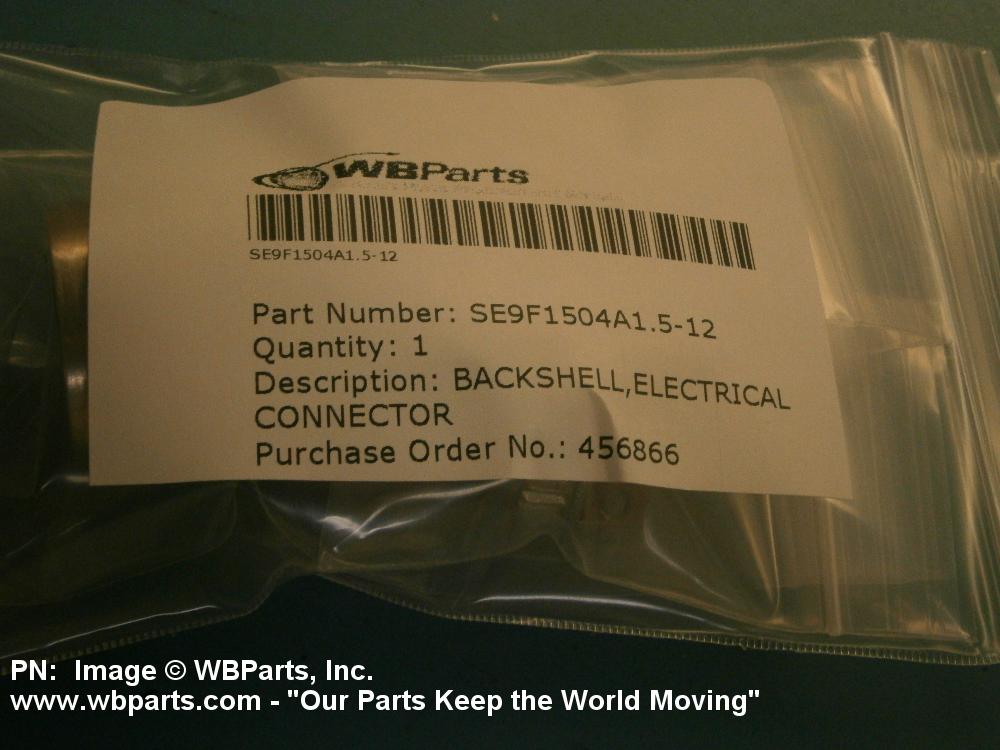 WBParts
SE9F1504A1.5-12
Part Number: SE9F1504A1.5-12
Quantity: 1
Description: BACKSHELL,ELECTRICAL
CONNECTOR
Purchase Order No.: 456866
PN: Image © WBParts, Inc.
www.wbparts.com - "Our Parts Keep the World Moving"